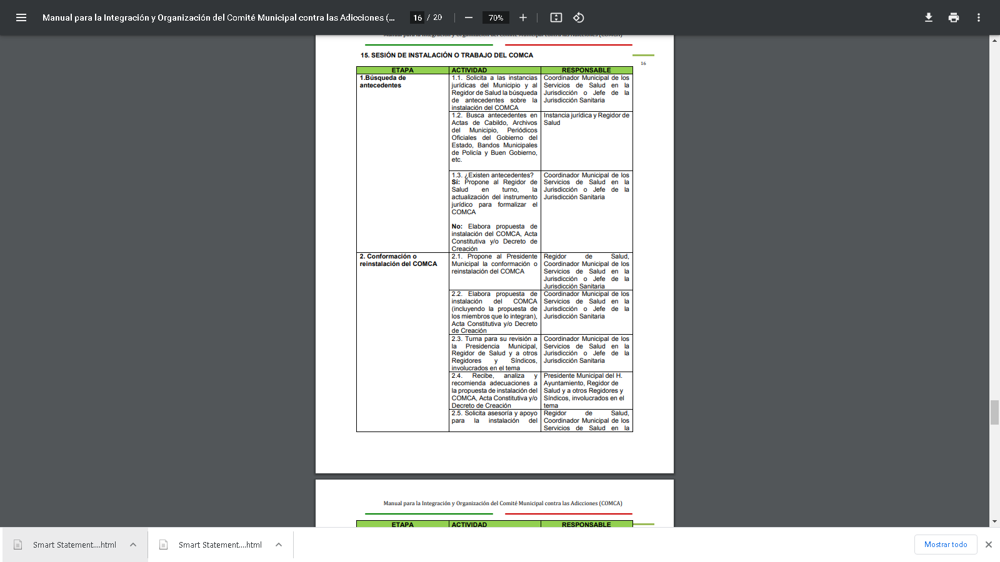 Manual para la Integración y Organización del Comité Municipal contra las Adicciones (...
16 / 20
70%
Manual para la Integración y Organización del Comité Municipal contra las Adicciones (COMCA)
15. SESIÓN DE INSTALACIÓN O TRABAJO DEL COMCA
16
ETAPA ACTIVIDAD RESPONSABLE
1.Búsqueda de
antecedentes
1.1. Solicita a las instancias
jurídicas del Municipio y al
Regidor de Salud la búsqueda
de antecedentes sobre la
instalación del COMCA
Coordinador Municipal de los
Servicios de Salud en la
Jurisdicción o Jefe de la
Jurisdicción Sanitaria
1.2. Busca antecedentes en
Actas de Cabildo, Archivos
del Municipio, Periódicos
Oficiales del Gobierno del
Estado, Bandos Municipales
de Policía y Buen Gobierno,
etc.
Instancia jurídica y Regidor de
Salud
1.3. ¿Existen antecedentes?
Sí: Propone al Regidor de
Salud en turno, la
actualización del instrumento
jurídico para formalizar el
COMCA
No: Elabora propuesta de
instalación del COMCA, Acta
Constitutiva y/o Decreto de
Creación
Coordinador Municipal de los
Servicios de Salud en la
Jurisdicción o Jefe de la
Jurisdicción Sanitaria
2. Conformación o
reinstalación del COMCA
2.1. Propone al Presidente
Municipal la conformación o
reinstalación del COMCA
Regidor de Salud,
Coordinador Municipal de los
Servicios de Salud en la
Jurisdicción o Jefe de la
Jurisdicción Sanitaria
2.2. Elabora propuesta de
instalación del COMCA
(incluyendo la propuesta de
los miembros que lo integran),
Acta Constitutiva y/o Decreto
de Creación
Coordinador Municipal de los
Servicios de Salud en la
Jurisdicción o Jefe de la
Jurisdicción Sanitaria
2.3. Turna para su revisión a
la Presidencia Municipal,
Regidor de Salud y a otros
Regidores y Síndicos,
involucrados en el tema
Coordinador Municipal de los
Servicios de Salud en la
Jurisdicción o Jefe de la
Jurisdicción Sanitaria
2.4. Recibe, analiza y
recomienda adecuaciones a
la propuesta de instalación del
COMCA, Acta Constitutiva y/o
Decreto de Creación
Presidente Municipal del H.
Ayuntamiento, Regidor de
Salud y a otros Regidores y
Síndicos, involucrados en el
tema
2.5. Solicita asesoría y apoyo
para la instalación del
Regidor de Salud,
Coordinador Municipal de los
Servicios de Salud en la
Manual para la Integración y Organización del Comité Municipal contra las Adicciones (COMCA)
ETAPA ACTIVIDAD RESPONSABLE
Smart Statement....html
Smart Statement....html
Mostrar todo